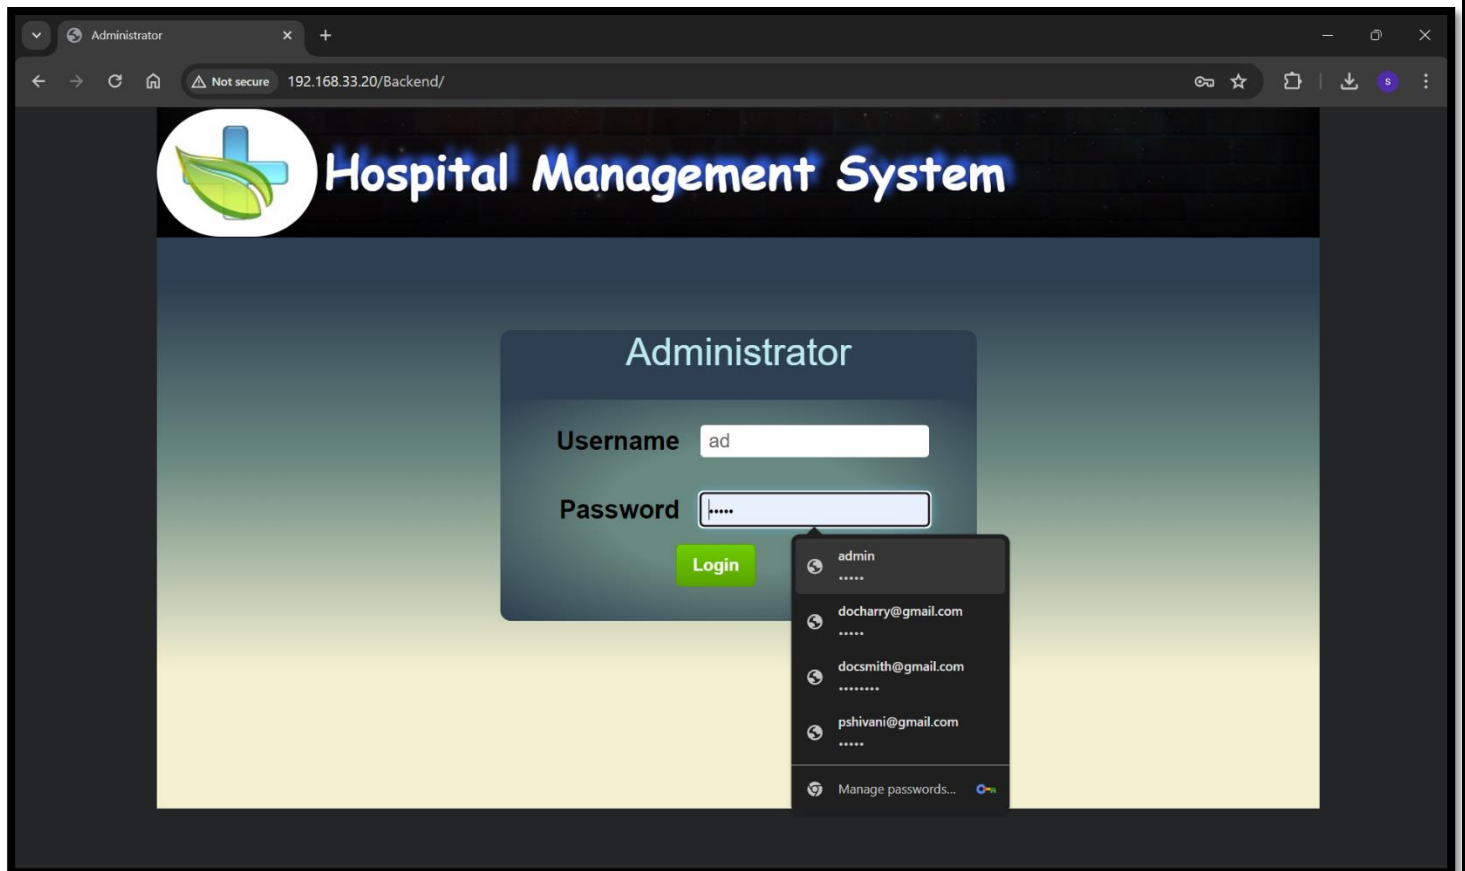 Administrator
Not secure 192.168.33.20/Backend/
s
Hospital Management System
Administrator
Username ad
Password •••••
Login
admin
•••••
docharry@gmail.com
•••••
docsmith@gmail.com
••••••••
pshivani@gmail.com
•••••
Manage passwords...